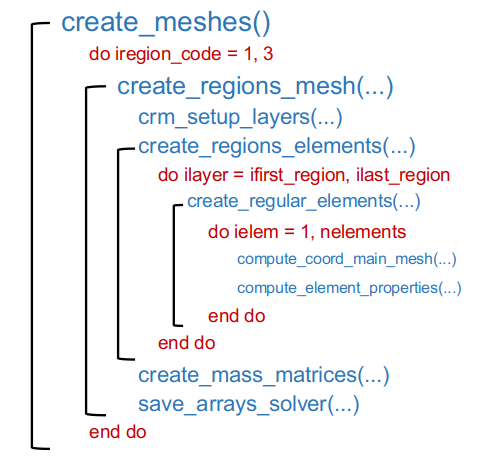 create_meshes()
do iregion_code = 1, 3
create_regions_mesh(...)
crm_setup_layers(...)
create_regions_elements(...)
do ilayer = ifirst_region, ilast_region
create_regular_elements(...)
do ielem = 1, nelements
compute_coord_main_mesh(...)
compute_element_properties(...)
end do
end do
create_mass_matrices(...)
save_arrays_solver(...)
end do